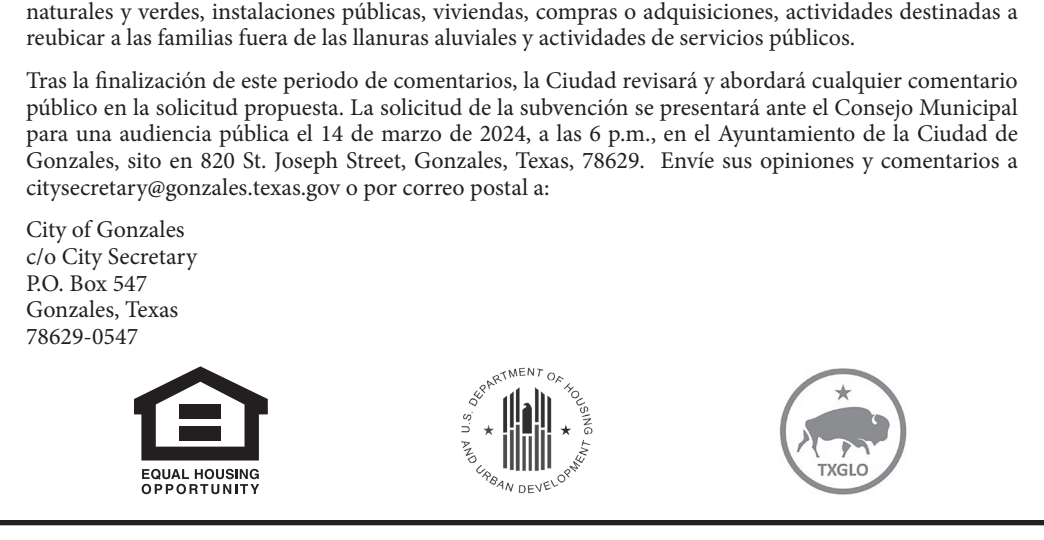 naturales y verdes, instalaciones públicas, viviendas, compras o adquisiciones, actividades destinadas a
reubicar a las familias fuera de las llanuras aluviales y actividades de servicios públicos.
Tras la finalización de este periodo de comentarios, la Ciudad revisará y abordará cualquier comentario
público en la solicitud propuesta. La solicitud de la subvención se presentará ante el Consejo Municipal
para una audiencia pública el 14 de marzo de 2024, a las 6 p.m., en el Ayuntamiento de la Ciudad de
Gonzales, sito en 820 St. Joseph Street, Gonzales, Texas, 78629. Envíe sus opiniones y comentarios a
citysecretary@gonzales.texas.gov o por correo postal a:
City of Gonzales
c/o City Secretary
P.O. Box 547
Gonzales, Texas
78629-0547
EQUAL HOUSING
OPPORTUNITY
U.S. DEPARTMENT OF HOUSING
AND URBAN DEVELOPMENT
TXGLO